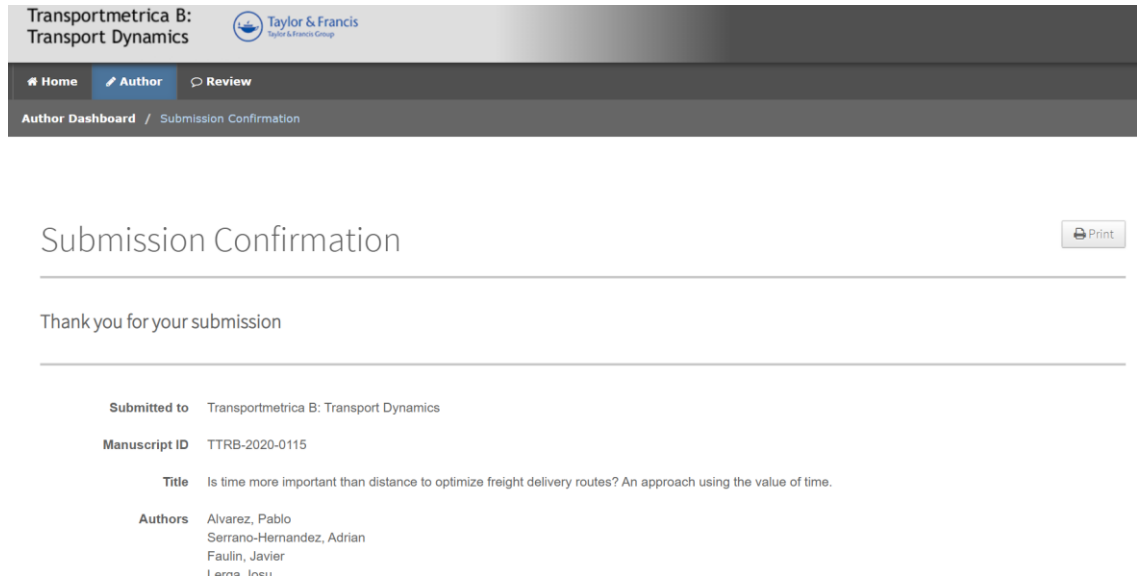 Transportmetrica B:
Transport Dynamics
Taylor & Francis
Taylor & Francis Group
Home Author Review
Author Dashboard / Submission Confirmation
Submission Confirmation
Print
Thank you for your submission
Submitted to Transportmetrica B: Transport Dynamics
Manuscript ID TTRB-2020-0115
Title Is time more important than distance to optimize freight delivery routes? An approach using the value of time.
Authors Alvarez, Pablo
Serrano-Hernandez, Adrian
Faulin, Javier
Lerga, Josu